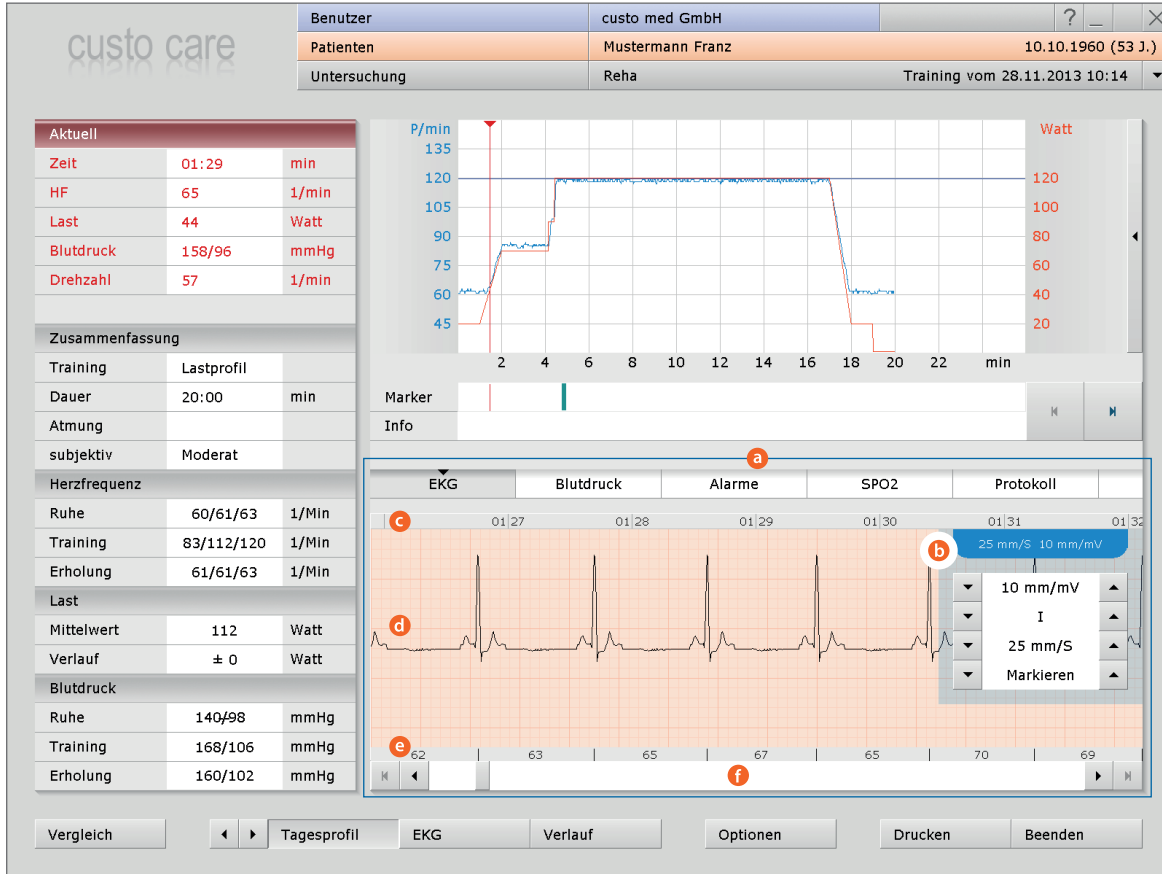 custo care
Benutzer custo med GmbH ? _
Patienten Mustermann Franz 10.10.1960 (53 J.)
Untersuchung Reha Training vom 28.11.2013 10:14
Aktuell
Zeit 01:29 min
HF 65 1/min
Last 44 Watt
Blutdruck 158/96 mmHg
Drehzahl 57 1/min
Zusammenfassung
Training Lastprofil
Dauer 20:00 min
Atmung
subjektiv Moderat
Herzfrequenz
Ruhe 60/61/63 1/Min
Training 83/112/120 1/Min
Erholung 61/61/63 1/Min
Last
Mittelwert 112 Watt
Verlauf ± 0 Watt
Blutdruck
Ruhe 140/98 mmHg
Training 168/106 mmHg
Erholung 160/102 mmHg
P/min Watt
135
120 120
105 100
90 80
75 60
60 40
45 20
2 4 6 8 10 12 14 16 18 20 22 min
Marker
Info
a
EKG Blutdruck Alarme SPO2 Protokoll
c 01|27 01|28 01|29 01|30 01|31 01|32
b 25 mm/S 10 mm/mV
10 mm/mV
I
25 mm/S
Markieren
d
e 62 63 65 67 65 70 69
f
Vergleich Tagesprofil EKG Verlauf Optionen Drucken Beenden